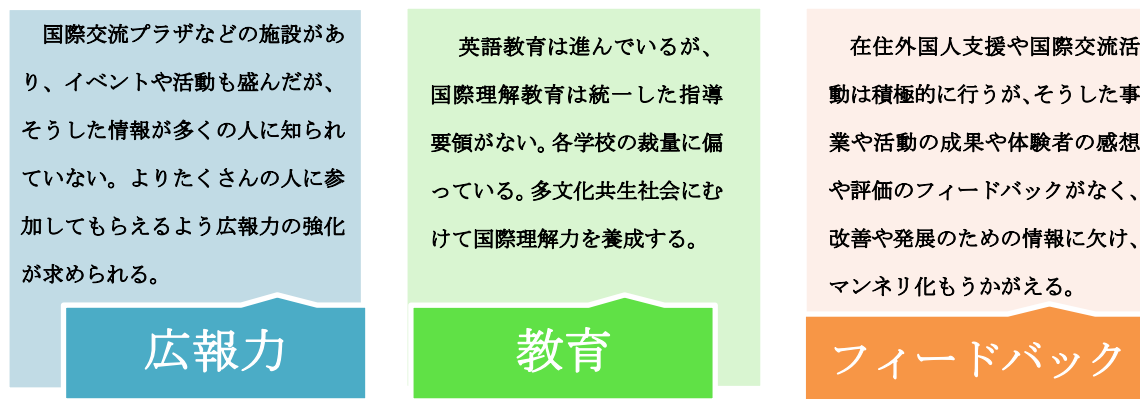 国際交流プラザなどの施設があ
り、イベントや活動も盛んだが、
そうした情報が多くの人に知られ
ていない。よりたくさんの人に参
加してもらえるよう広報力の強化
が求められる。
広報力
英語教育は進んでいるが、
国際理解教育は統一した指導
要領がない。各学校の裁量に偏
っている。多文化共生社会にむ
けて国際理解力を養成する。
教育
在住外国人支援や国際交流活
動は積極的に行うが、そうした事
業や活動の成果や体験者の感想
や評価のフィードバックがなく、
改善や発展のための情報に欠け、
マンネリ化もうかがえる。
フィードバック